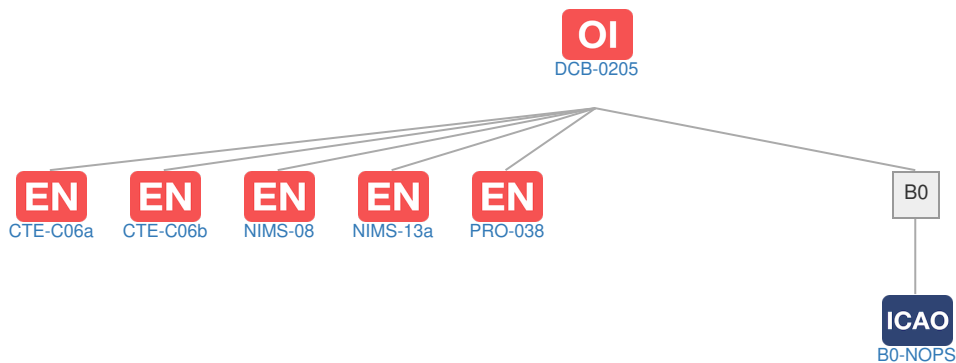 OI
DCB-0205
EN EN EN EN EN B0
CTE-C06a CTE-C06b NIMS-08 NIMS-13a PRO-038
ICAO
B0-NOPS